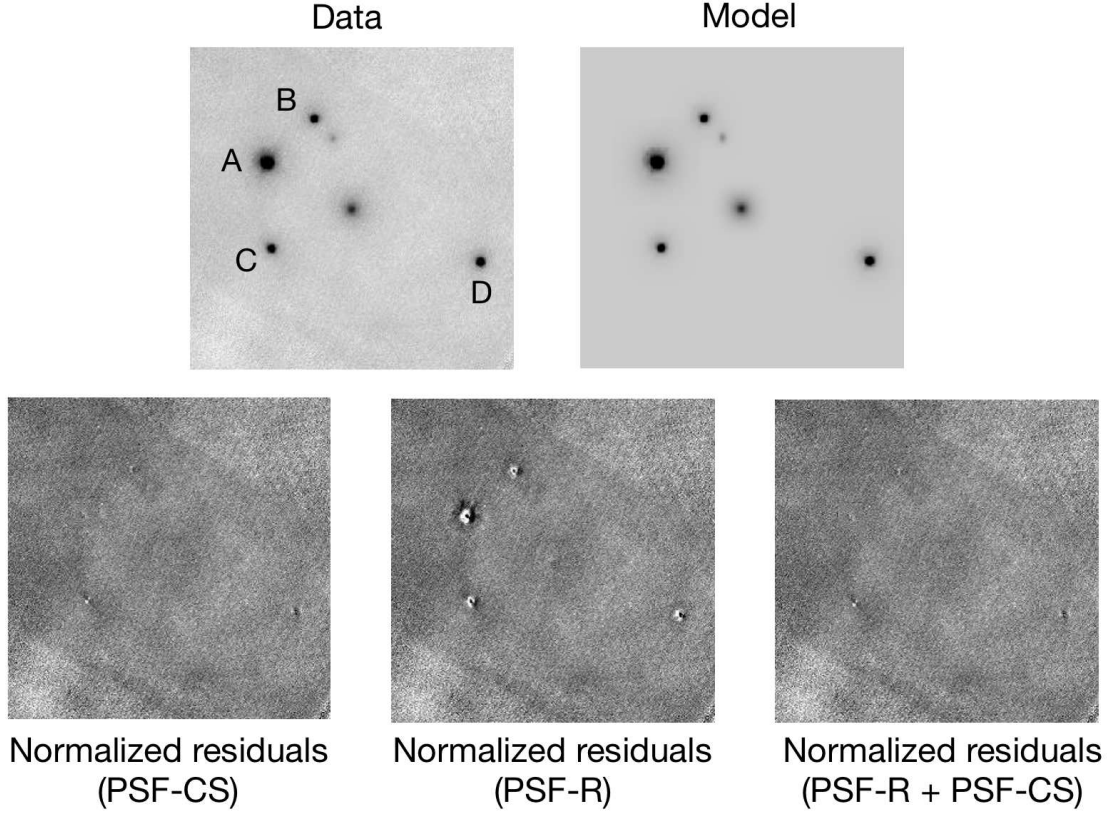 Data
Model
B
A
C
D
Normalized residuals
(PSF-CS)
Normalized residuals
(PSF-R)
Normalized residuals
(PSF-R + PSF-CS)